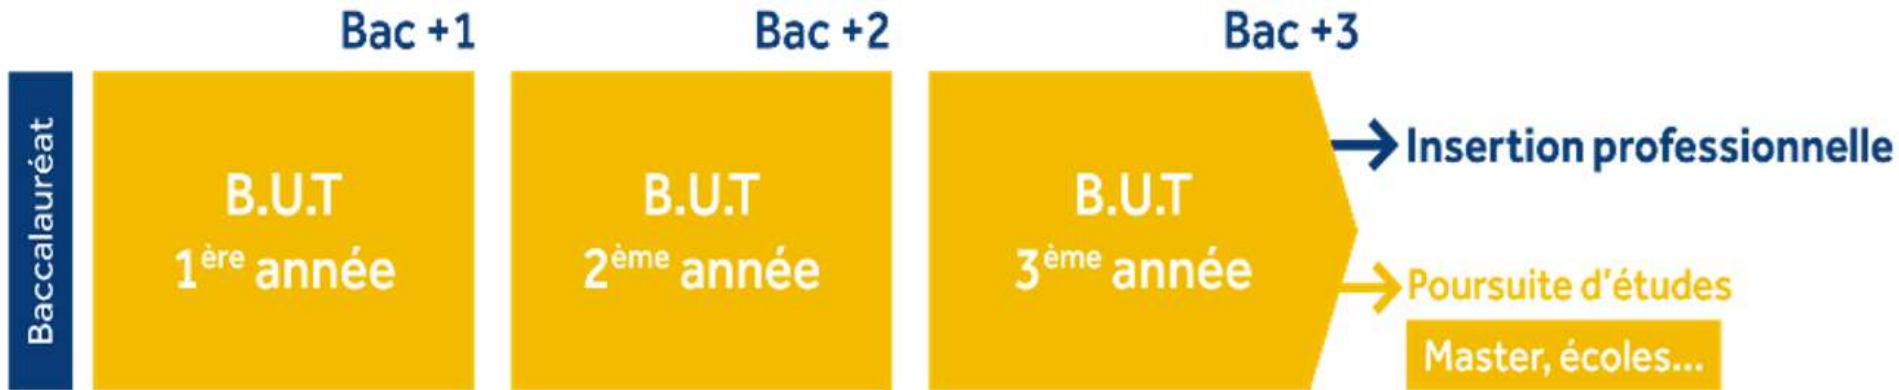 Bac +1
Bac +2
Bac +3
Baccalauréat
B.U.T
1ère année
B.U.T
2ème année
B.U.T
3ème année
Insertion professionnelle
Poursuite d'études
Master, écoles...